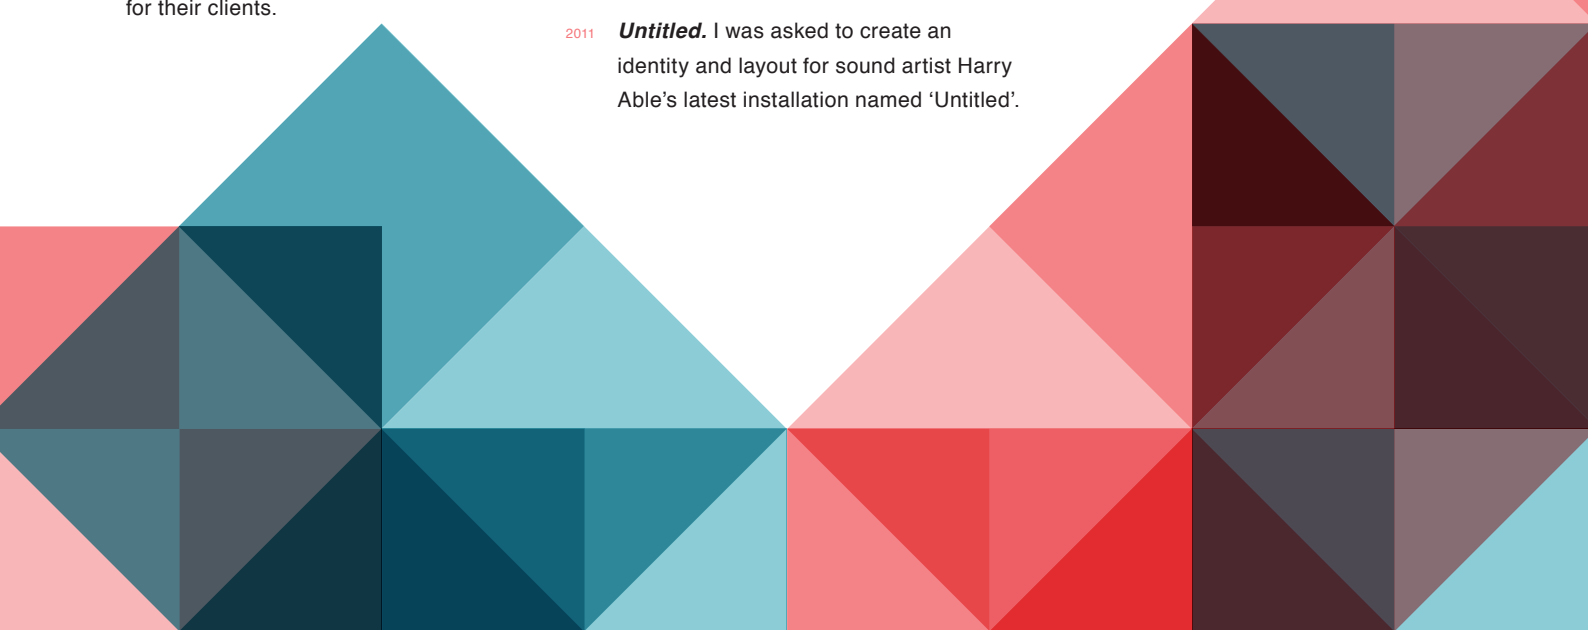 for their clients.
2011 Untitled. I was asked to create an
identity and layout for sound artist Harry
Able’s latest installation named ‘Untitled’.